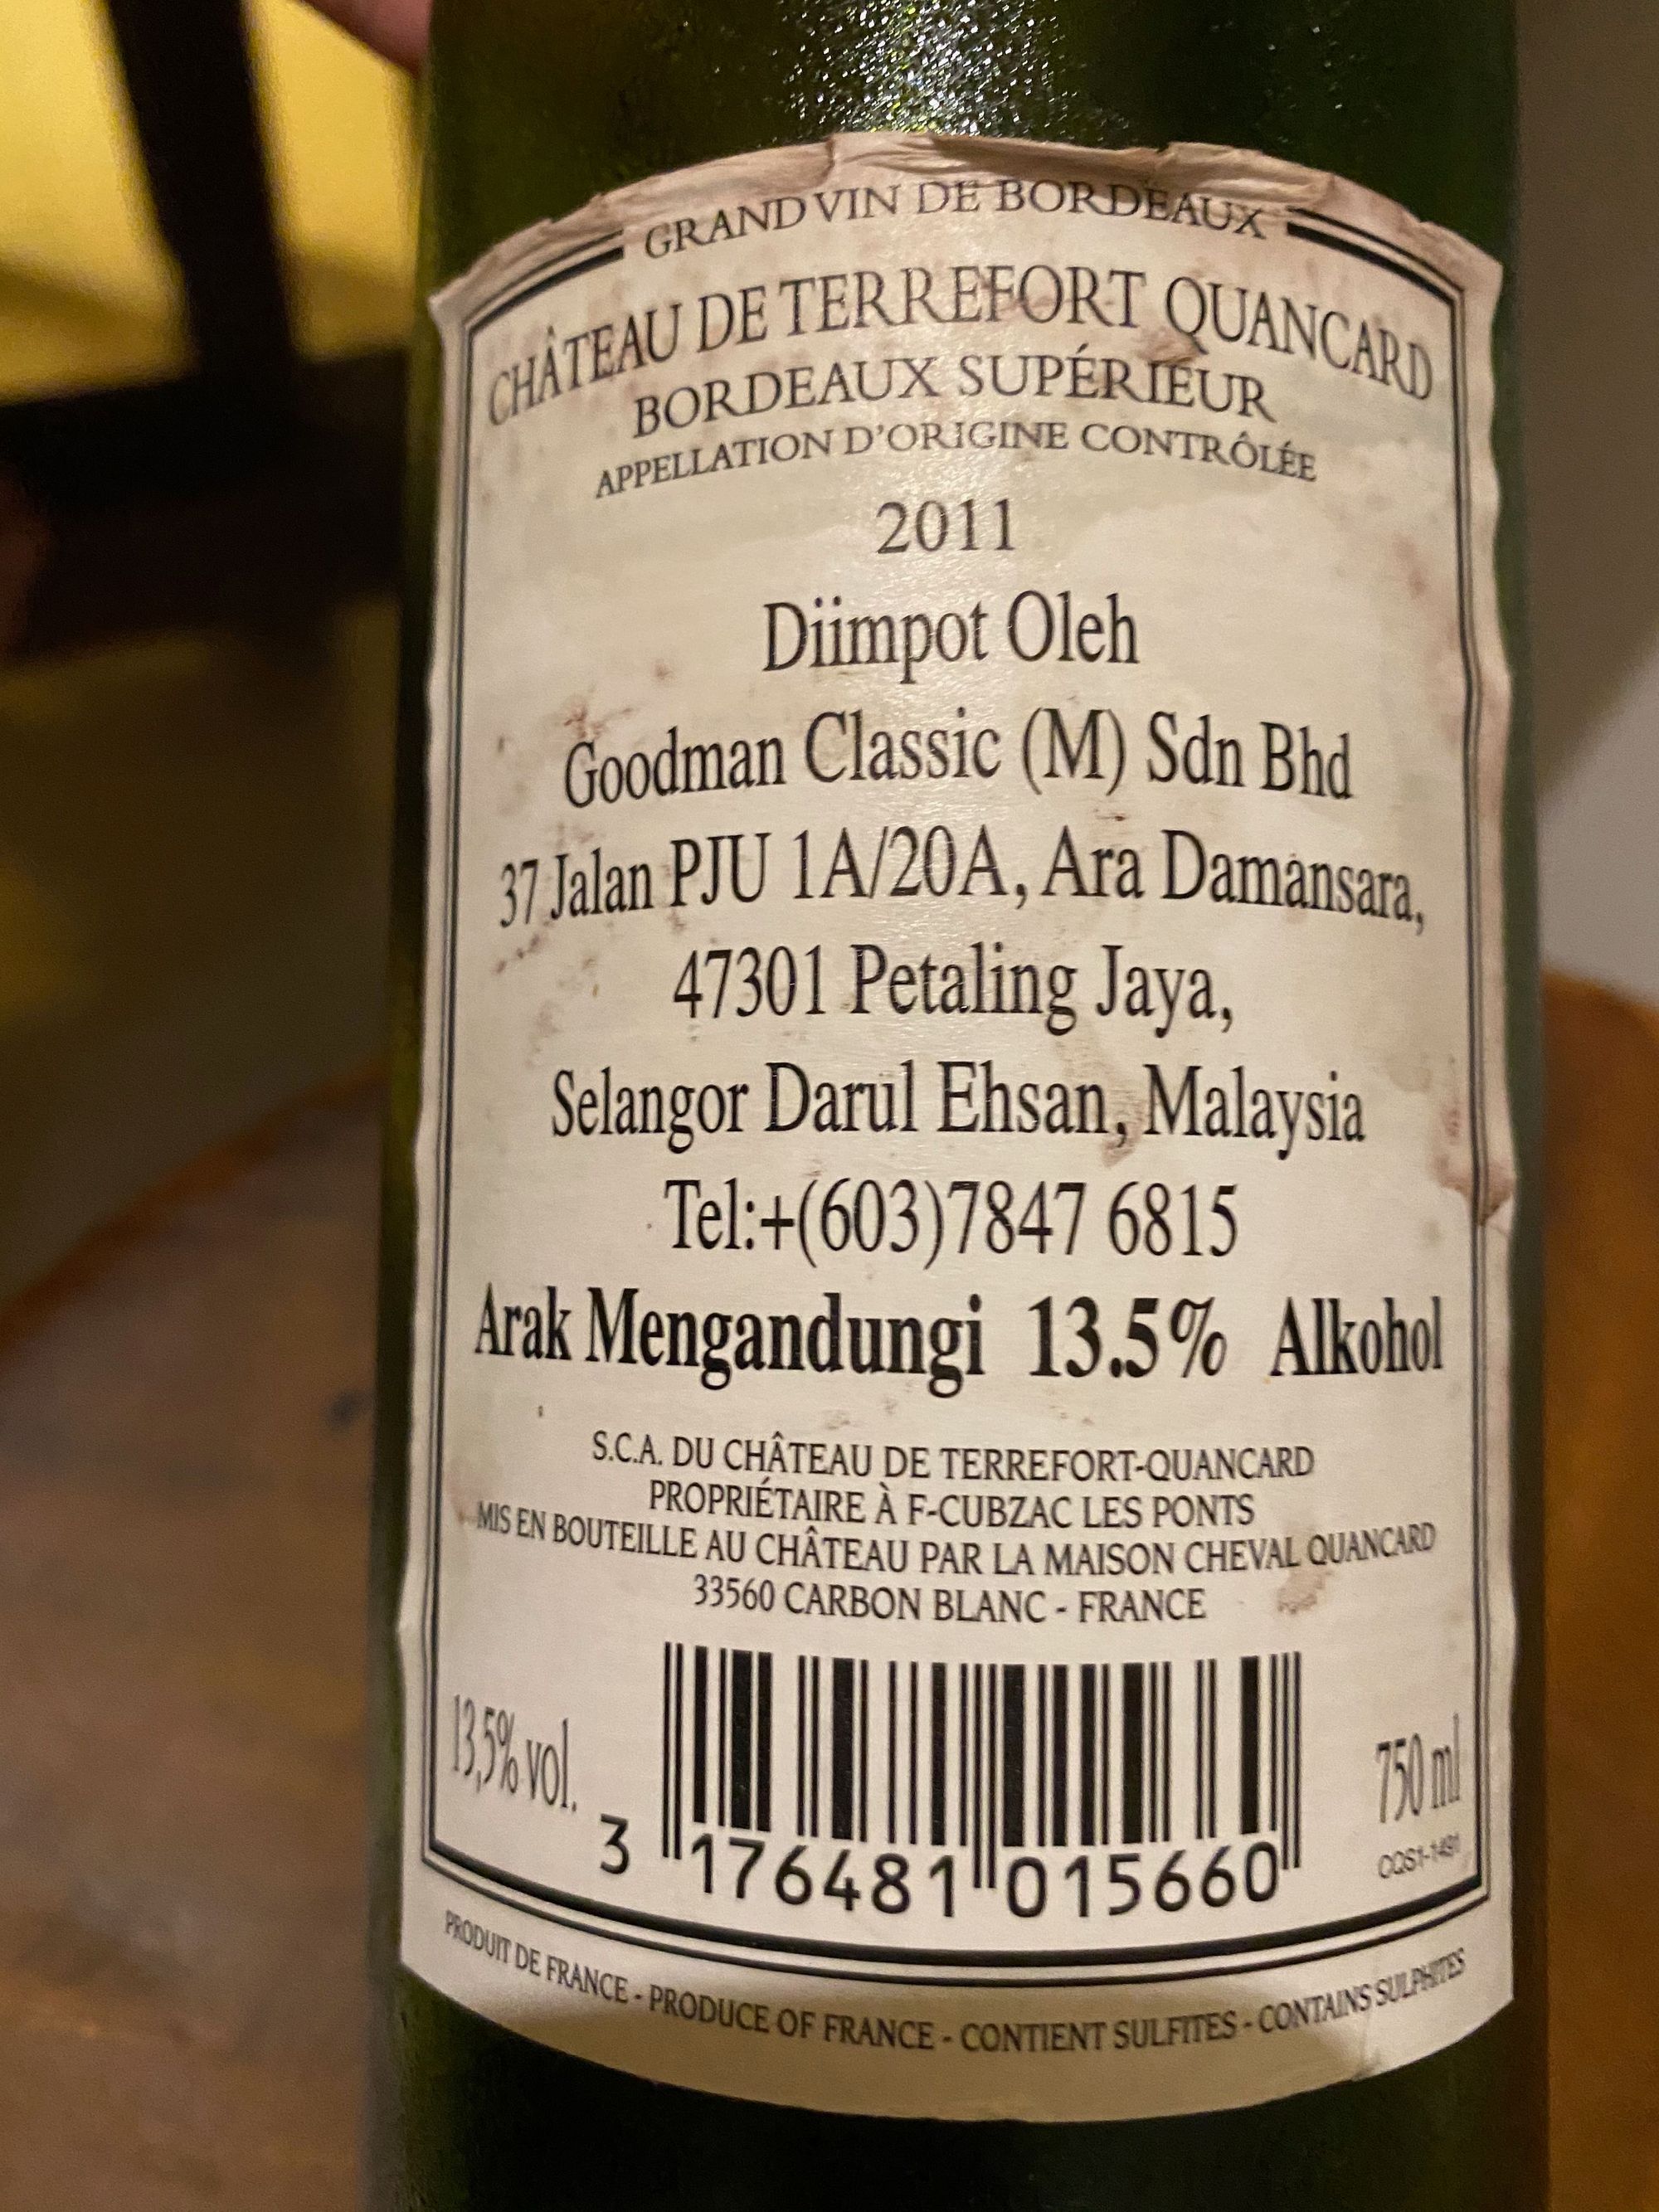 GRAND VIN DE BORDEAUX
CHÂTEAU DE TERREFORT QUANCARD
BORDEAUX SUPÉRIEUR
APPELLATION D'ORIGINE CONTRÔLÉE
2011
Diimpot Oleh
Goodman Classic (M) Sdn Bhd
37 Jalan PJU 1A/20A, Ara Damansara,
47301 Petaling Jaya,
Selangor Darul Ehsan, Malaysia
Tel:+(603)7847 6815
Arak Mengandungi 13.5% Alkohol
S.C.A. DU CHÂTEAU DE TERREFORT-QUANCARD
PROPRIÉTAIRE À F-CUBZAC LES PONTS
MIS EN BOUTEILLE AU CHÂTEAU PAR LA MAISON CHEVAL QUANCARD
33560 CARBON BLANC - FRANCE
13,5% vol.
750 ml
3 176481 015660
CQS1-1491
PRODUIT DE FRANCE - PRODUCE OF FRANCE - CONTIENT SULFITES - CONTAINS SULPHITES